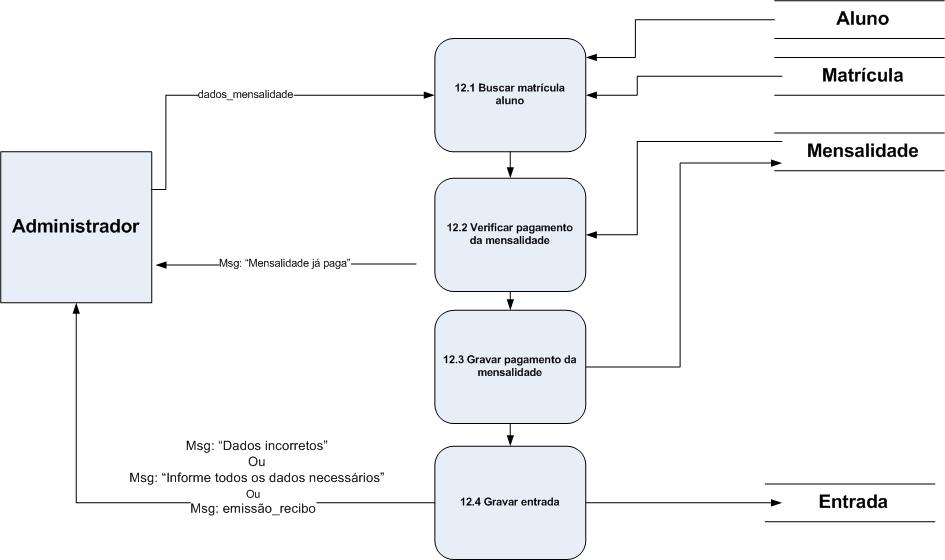 Aluno
Matrícula
Mensalidade
12.1 Buscar matrícula
aluno
dados_mensalidade
Administrador
12.2 Verificar pagamento
da mensalidade
Msg: “Mensalidade já paga”
12.3 Gravar pagamento da
mensalidade
Msg: “Dados incorretos”
Ou
Msg: “Informe todos os dados necessários”
Ou
Msg: emissão_recibo
12.4 Gravar entrada
Entrada